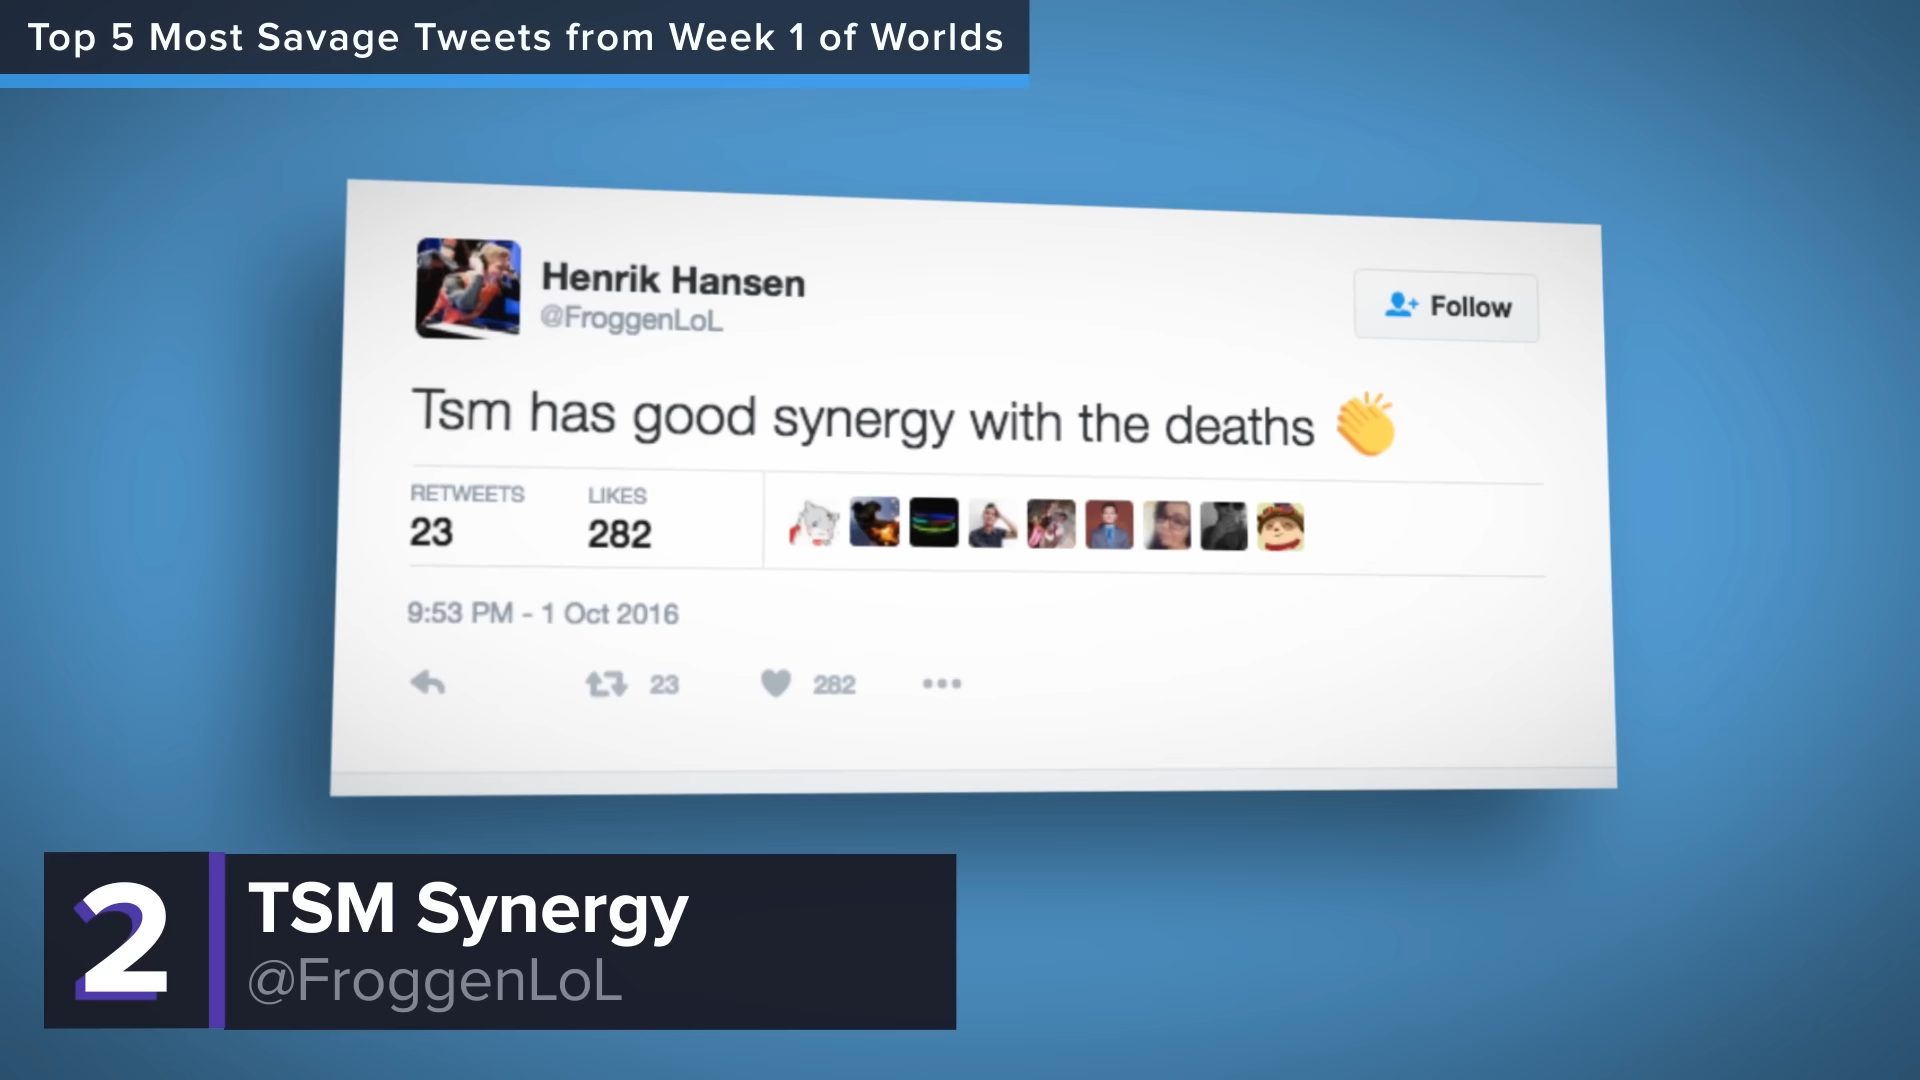 Top 5 Most Savage Tweets from Week 1 of Worlds
Henrik Hansen
@FroggenLoL
Follow
Tsm has good synergy with the deaths 👏
RETWEETS LIKES
23 282
9:53 PM - 1 Oct 2016
23 282
2
TSM Synergy
@FroggenLoL